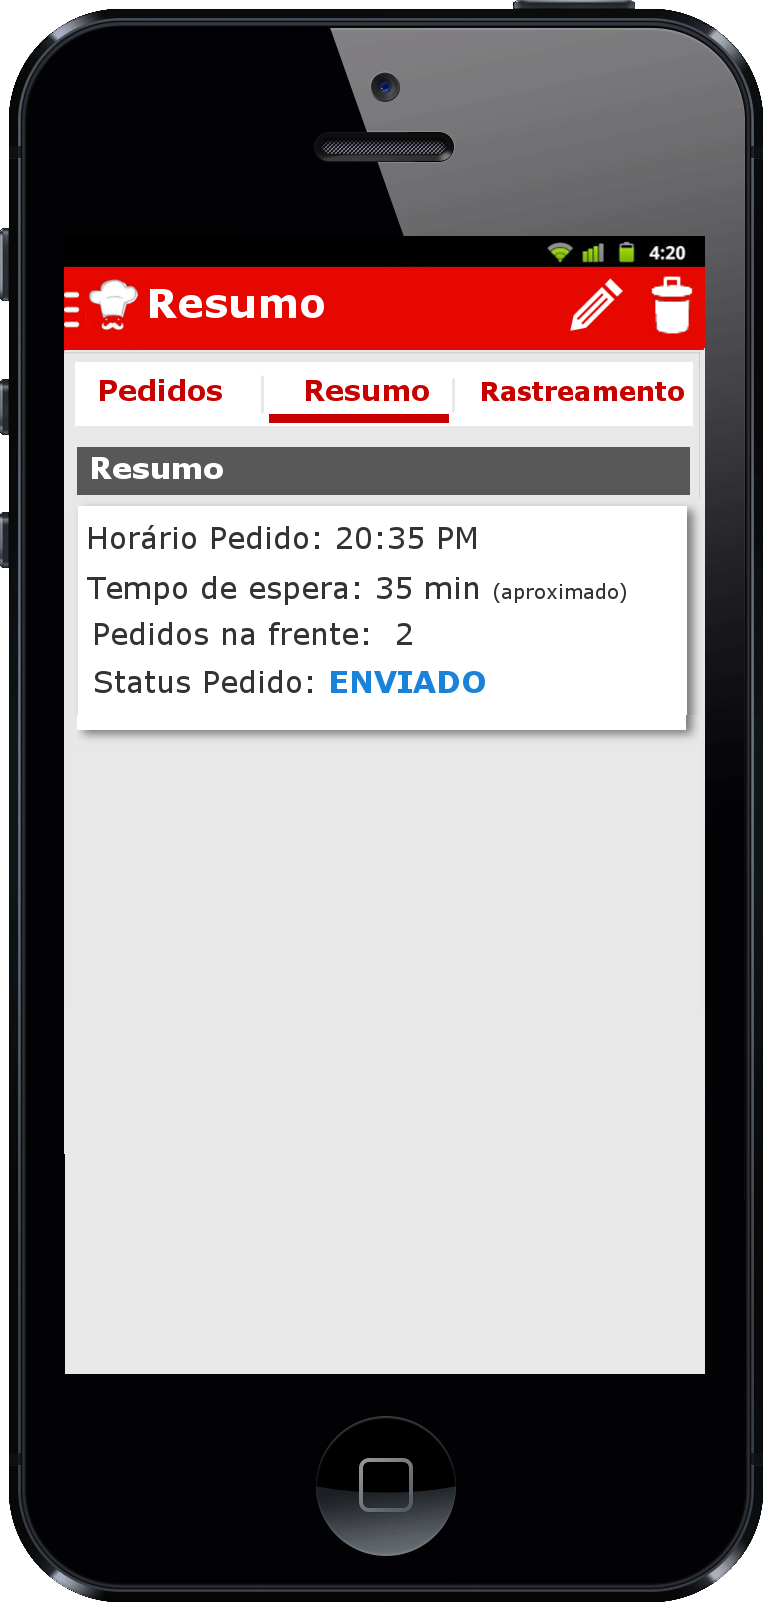 4:20
Resumo
Pedidos Resumo Rastreamento
Resumo
Horário Pedido: 20:35 PM
Tempo de espera: 35 min (aproximado)
Pedidos na frente: 2
Status Pedido: ENVIADO